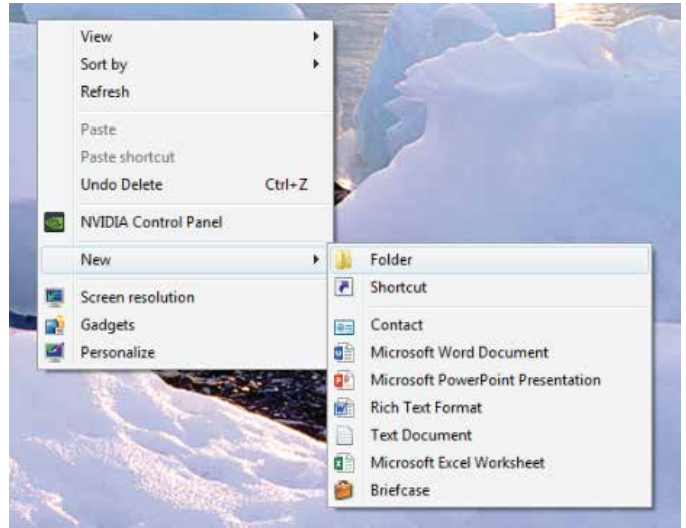 View
Sort by
Refresh
Paste
Paste shortcut
Undo Delete Ctrl+Z
NVIDIA Control Panel
New
Screen resolution
Gadgets
Personalize
Folder
Shortcut
Contact
Microsoft Word Document
Microsoft PowerPoint Presentation
Rich Text Format
Text Document
Microsoft Excel Worksheet
Briefcase